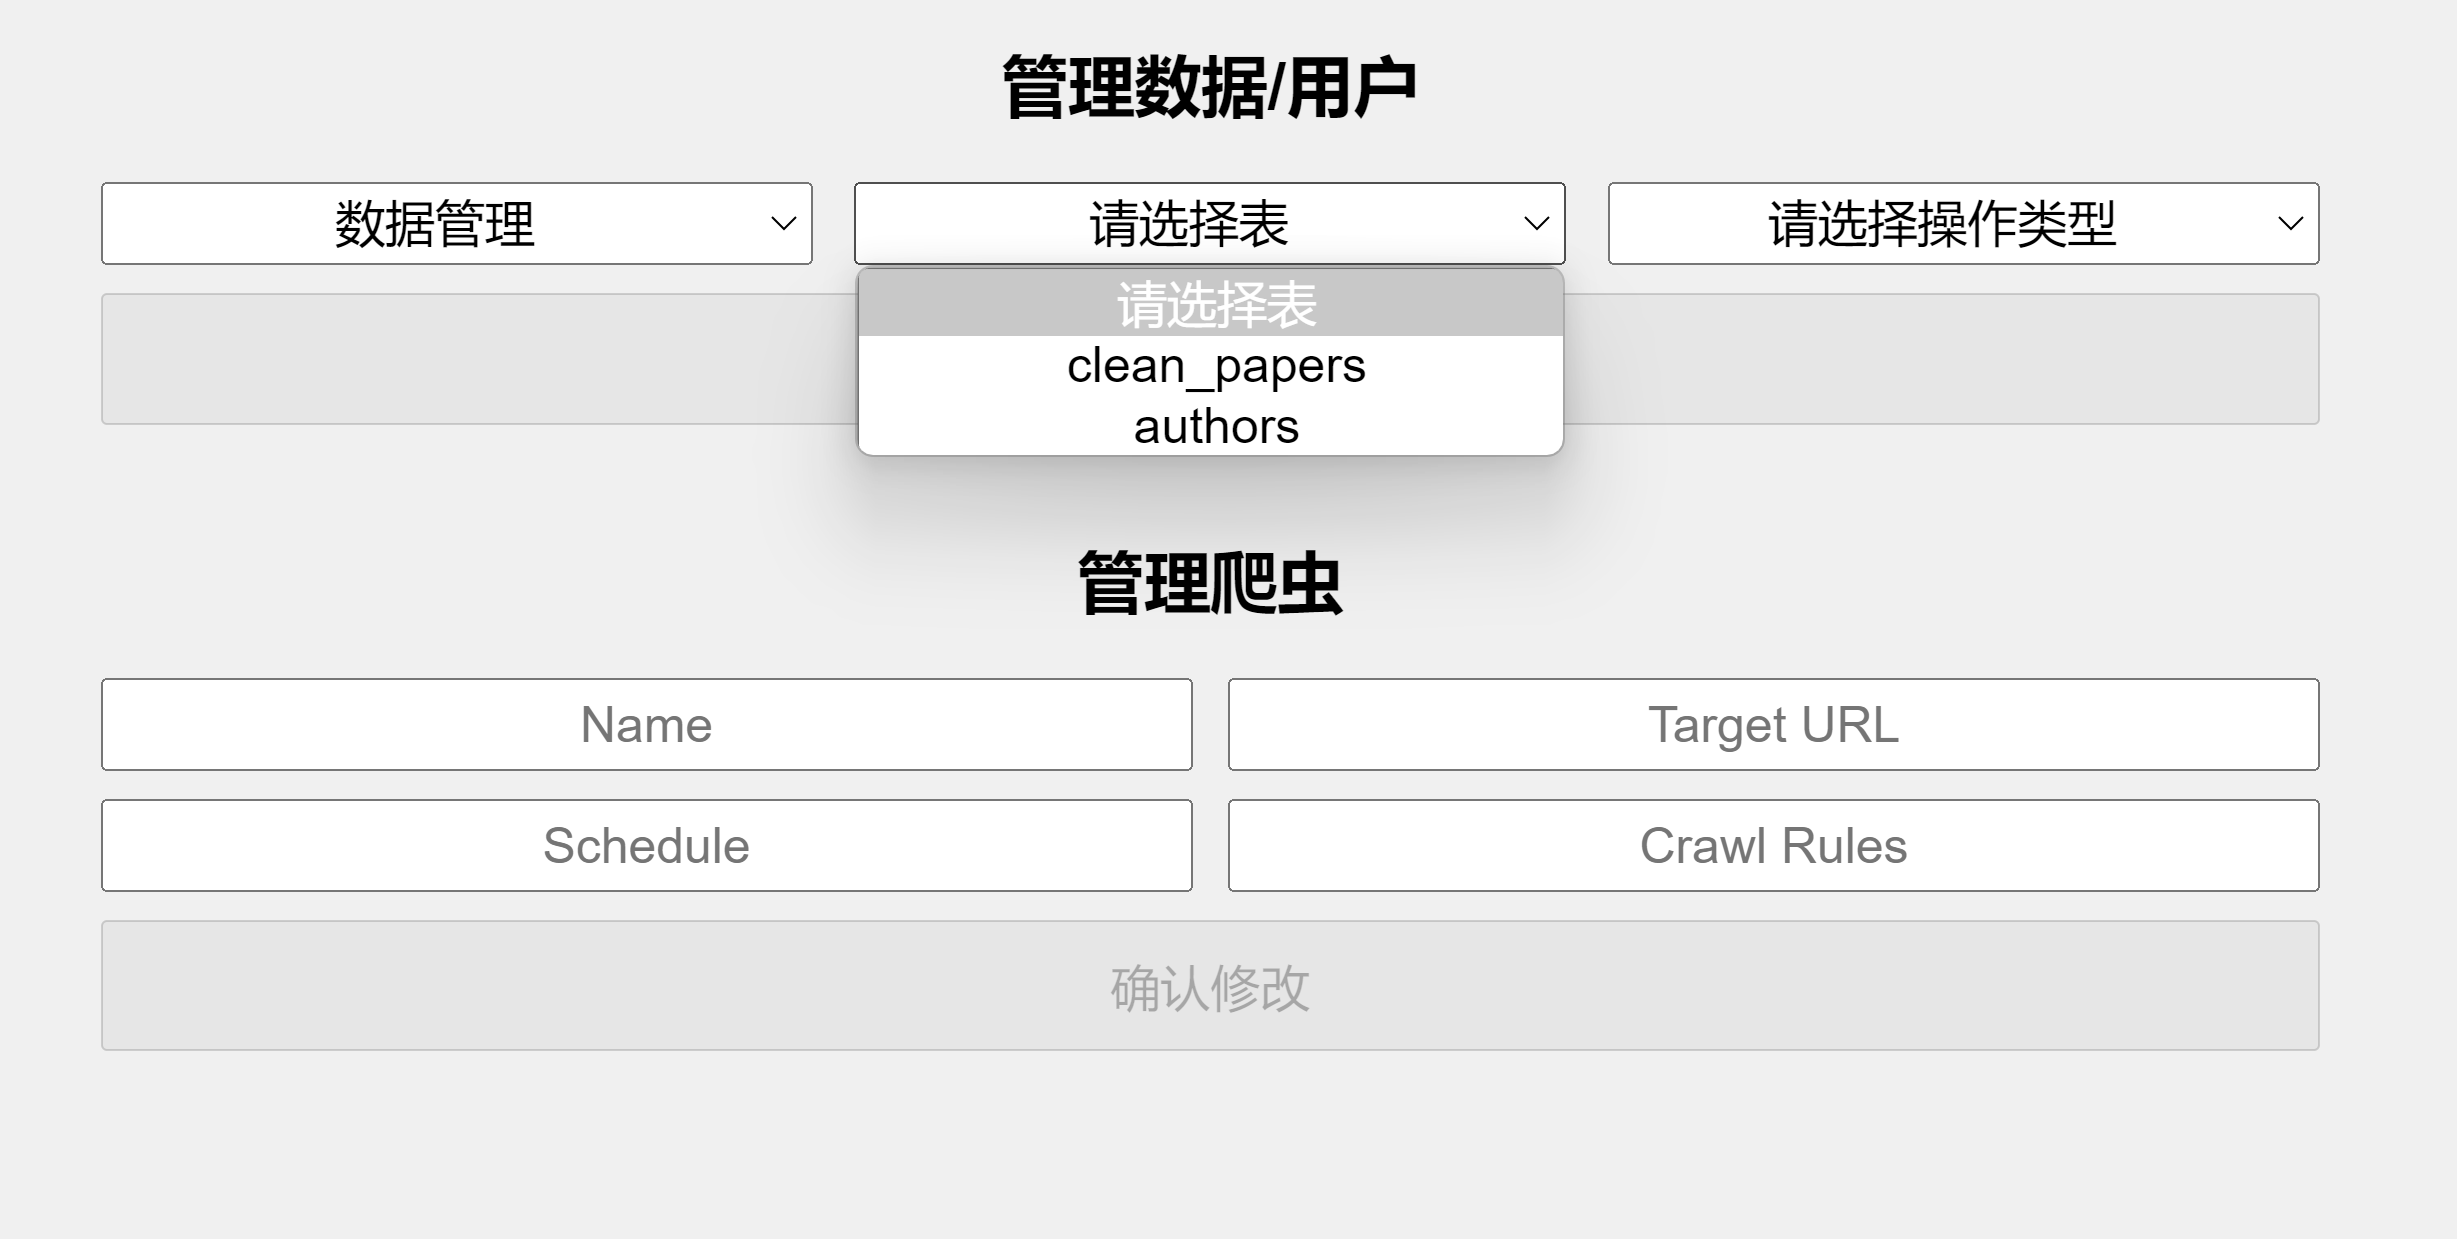 管理数据/用户
数据管理
请选择表
请选择操作类型
请选择表
clean_papers
authors
管理爬虫
Name
Target URL
Schedule
Crawl Rules
确认修改